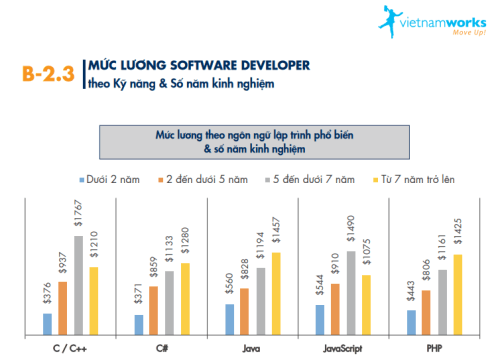 vietnamworks
Move Up!
B-2.3
MỨC LƯƠNG SOFTWARE DEVELOPER
theo Kỹ năng & Số năm kinh nghiệm
Mức lương theo ngôn ngữ lập trình phổ biến
& số năm kinh nghiệm
Dưới 2 năm
2 đến dưới 5 năm
5 đến dưới 7 năm
Từ 7 năm trở lên
$376
$937
$1767
$1210
$371
$859
$1133
$1280
$560
$828
$1194
$1457
$544
$910
$1490
$1075
$443
$806
$1161
$1425
C / C++
C#
Java
JavaScript
PHP